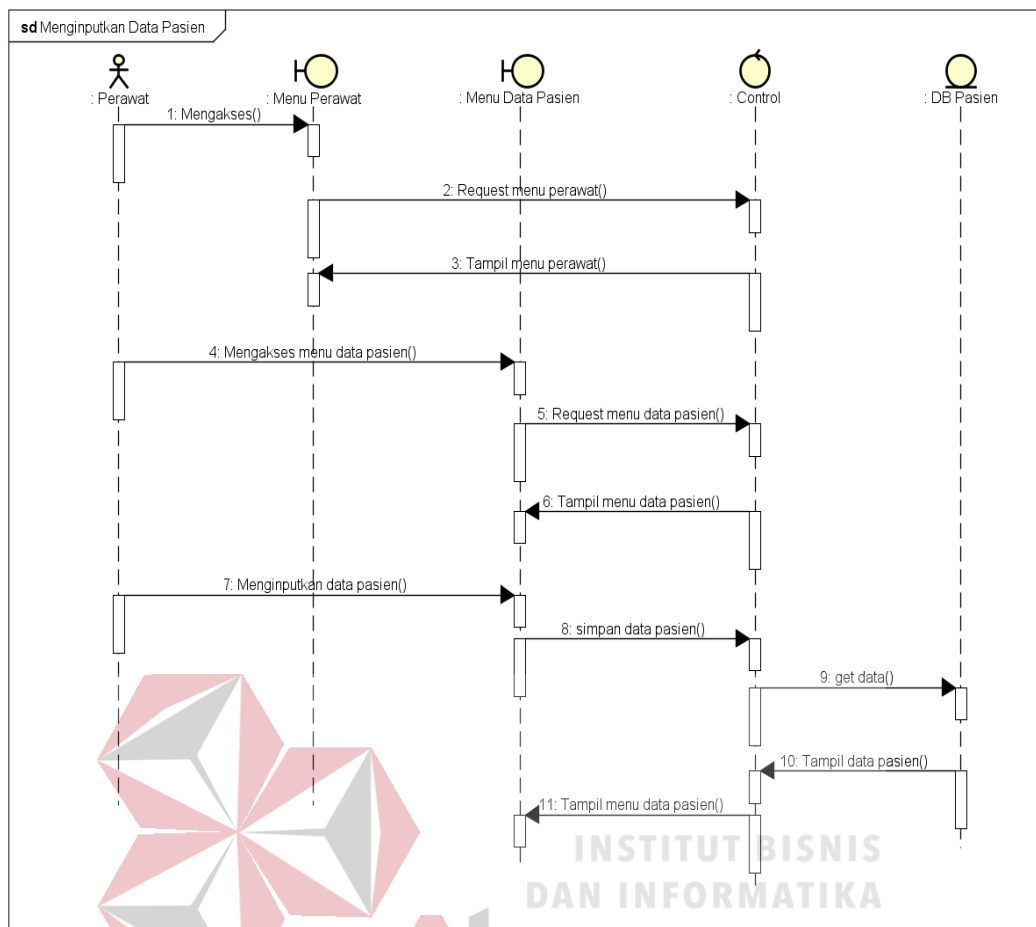 sd Menginputkan Data Pasien
: Perawat
: Menu Perawat
: Menu Data Pasien
: Control
: DB Pasien
1: Mengakses()
2: Request menu perawat()
3: Tampil menu perawat()
4: Mengakses menu data pasien()
5: Request menu data pasien()
6: Tampil menu data pasien()
7: Menginputkan data pasien()
8: simpan data pasien()
9: get data()
10: Tampil data pasien()
11: Tampil menu data pasien()
INSTITUT BISNIS
DAN INFORMATIKA